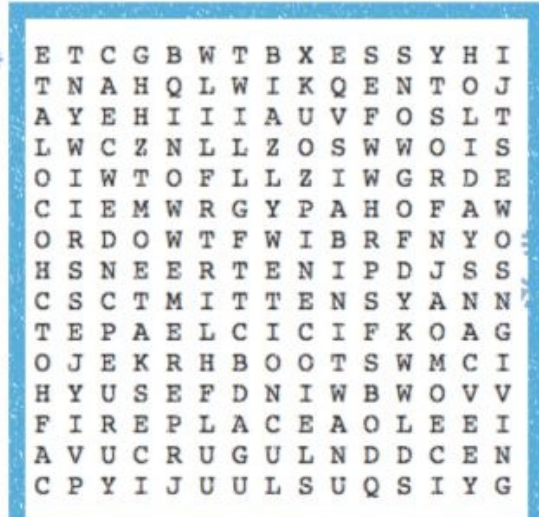 E T C G B W T B X E S S Y H I
T N A H Q L W I K Q E N T O J
A Y E H I I I A U V F O S L T
L W C Z N L L Z O S W W O I S
O I W T O F L L Z I W G R D E
C I E M W R G Y P A H O F A W
O R D O W T F W I B R F N Y O
H S N E E R T E N I P D J S S
C S C T M I T T E N S Y A N N
T E P A E L C I C I F K O A G
O J E K R H B O O T S W M C I
H Y U S E F D N I W B W O V V
F I R E P L A C E A O L E E I
A V U C R U G U L N D D C E N
C P Y I J U U L S U Q S I Y G